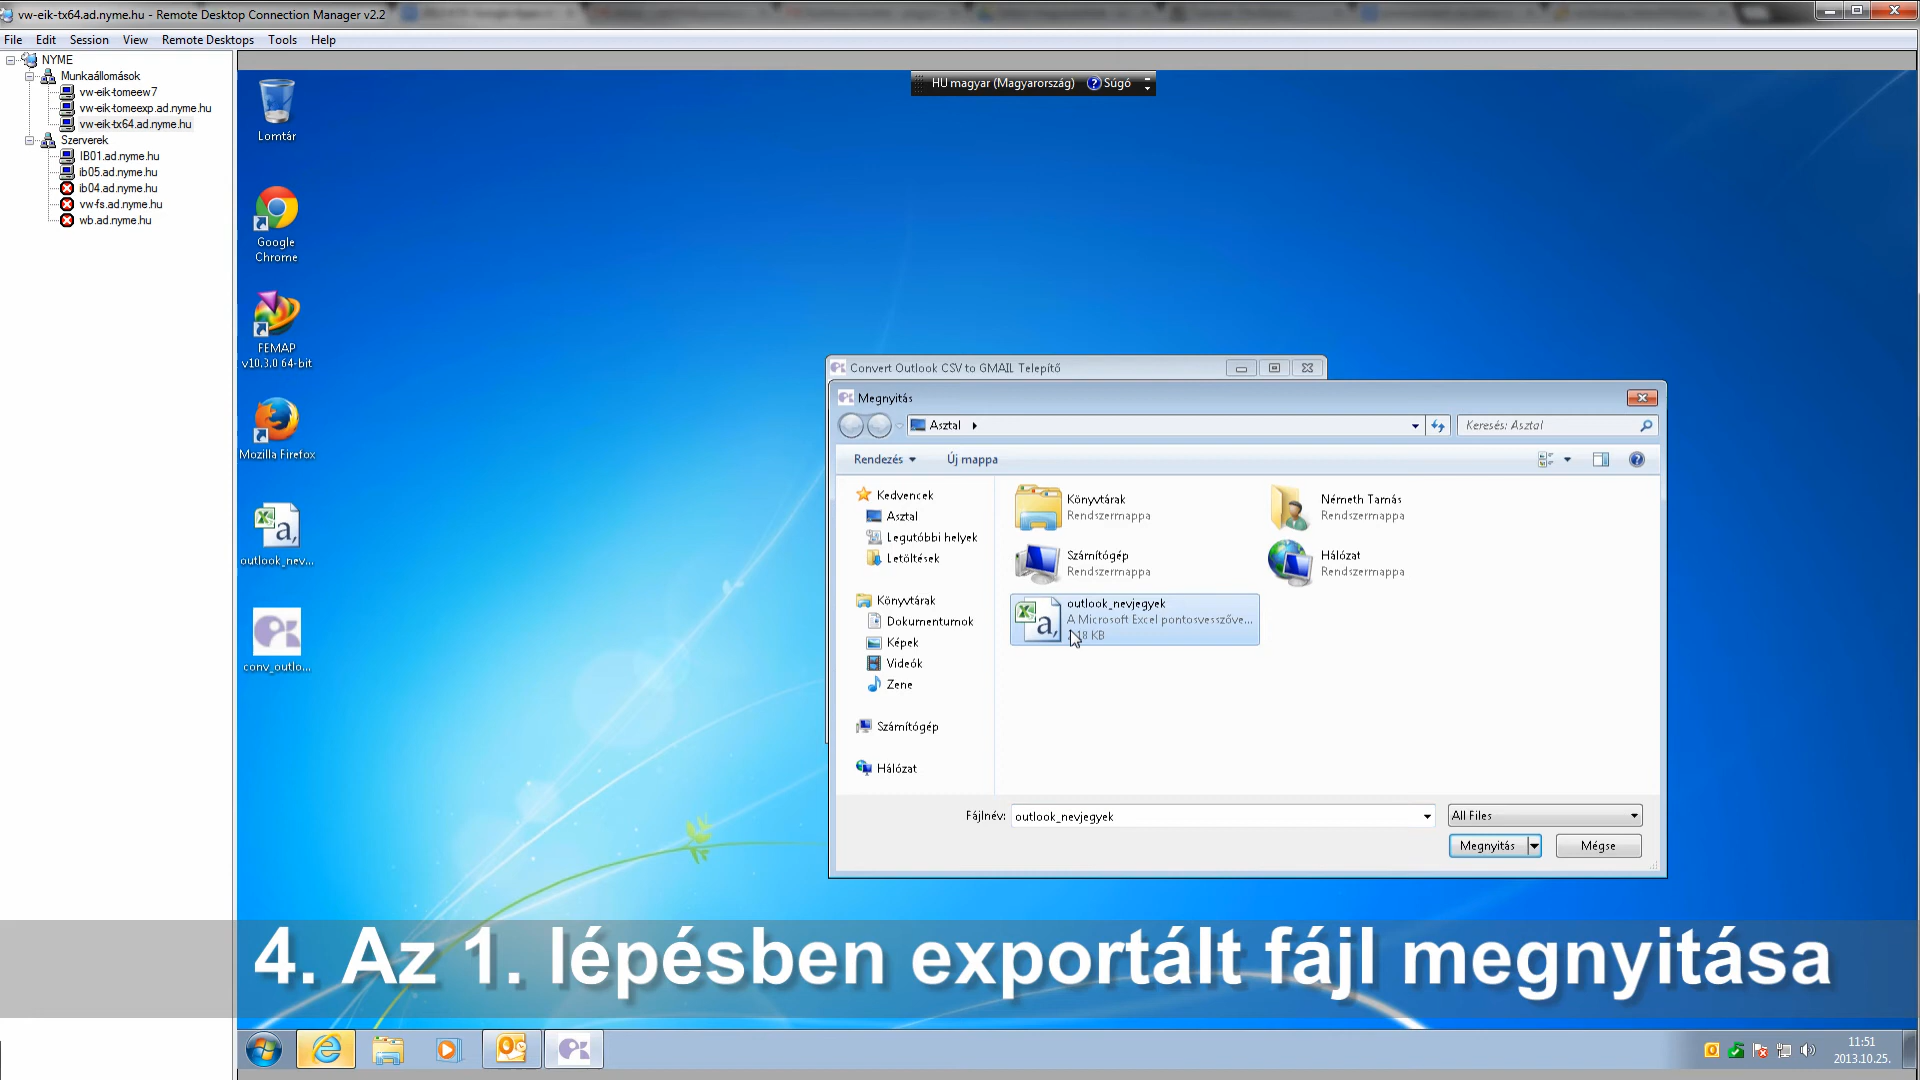 vw-eik-tx64.ad.nyme.hu - Remote Desktop Connection Manager v2.2
File Edit Session View Remote Desktops Tools Help
NYME
Munkaállomások
vw-eik-tomeew7
vw-eik-tomeexp.ad.nyme.hu
vw-eik-tx64.ad.nyme.hu
Szerverek
IB01.ad.nyme.hu
ib05.ad.nyme.hu
ib04.ad.nyme.hu
vw-fs.ad.nyme.hu
wb.ad.nyme.hu
HU magyar (Magyarország) Súgó
Lomtár
Google
Chrome
FEMAP
v10.3.0 64-bit
Mozilla Firefox
outlook_nev...
conv_outlo...
Convert Outlook CSV to GMAIL Telepítő
Megnyitás
Asztal
Keresés: Asztal
Rendezés Új mappa
Kedvencek
Asztal
Legutóbbi helyek
Letöltések
Könyvtárak
Dokumentumok
Képek
Videók
Zene
Számítógép
Hálózat
Könyvtárak
Rendszermappa
Németh Tamás
Rendszermappa
Számítógép
Rendszermappa
Hálózat
Rendszermappa
outlook_nevjegyek
A Microsoft Excel pontosvesszőve...
18 KB
Fájlnév: outlook_nevjegyek All Files
Megnyitás Mégse
4. Az 1. lépésben exportált fájl megnyitása
11:51
2013.10.25.